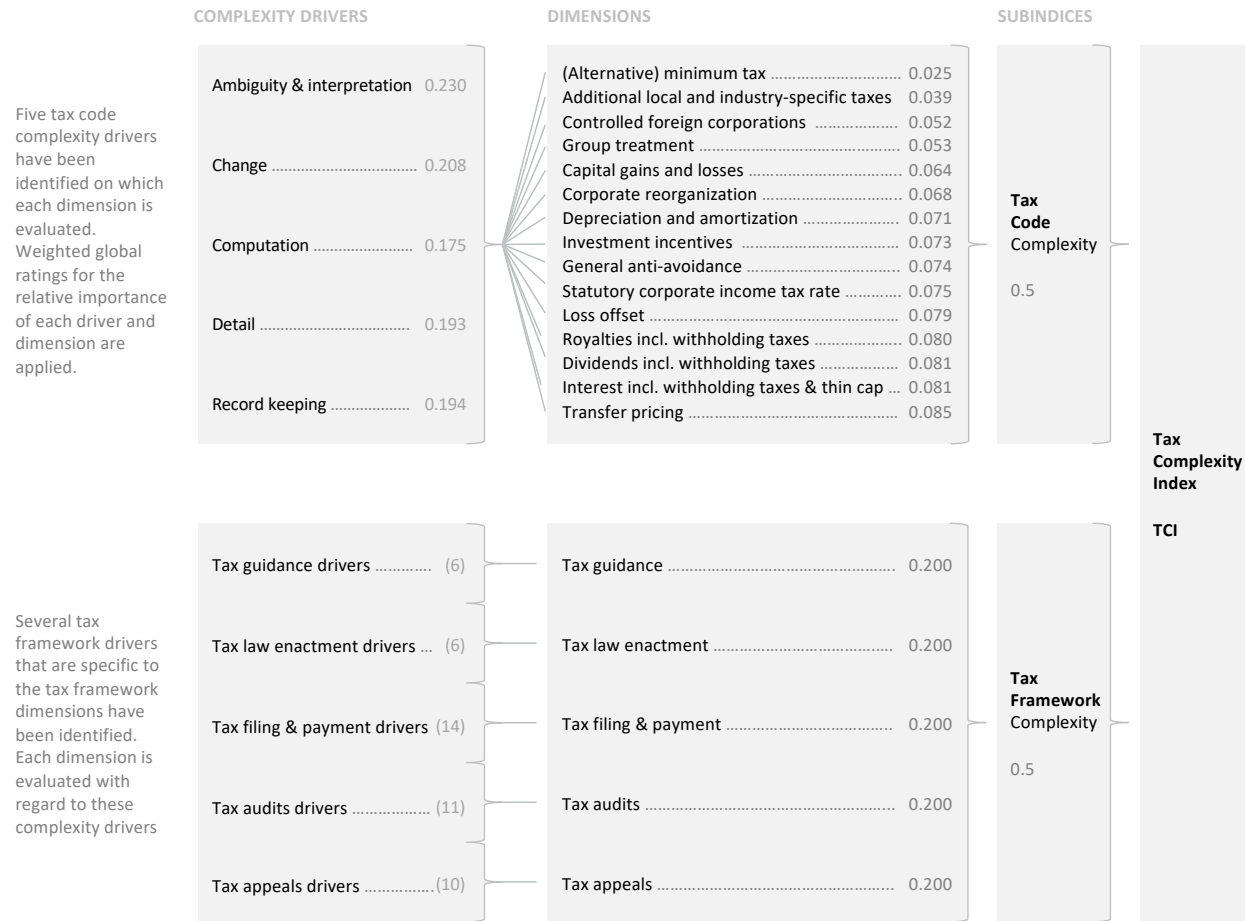 COMPLEXITY DRIVERS
DIMENSIONS
SUBINDICES
Five tax code
complexity drivers
have been
identified on which
each dimension is
evaluated.
Weighted global
ratings for the
relative importance
of each driver and
dimension are
applied.
Ambiguity & interpretation 0.230
Change ................................ 0.208
Computation ....................... 0.175
Detail .................................. 0.193
Record keeping ................... 0.194
(Alternative) minimum tax ............................... 0.025
Additional local and industry-specific taxes 0.039
Controlled foreign corporations ................... 0.052
Group treatment ................................................ 0.053
Capital gains and losses .................................... 0.064
Corporate reorganization ................................. 0.068
Depreciation and amortization ........................ 0.071
Investment incentives ...................................... 0.073
General anti-avoidance .................................... 0.074
Statutory corporate income tax rate .............. 0.075
Loss offset ......................................................... 0.079
Royalties incl. withholding taxes ..................... 0.080
Dividends incl. withholding taxes ................... 0.081
Interest incl. withholding taxes & thin cap ... 0.081
Transfer pricing .................................................. 0.085
Tax
Code
Complexity
0.5
Tax
Complexity
Index
TCI
Several tax
framework drivers
that are specific to
the tax framework
dimensions have
been identified.
Each dimension is
evaluated with
regard to these
complexity drivers
Tax guidance drivers ............. (6)
Tax law enactment drivers ... (6)
Tax filing & payment drivers (14)
Tax audits drivers .................. (11)
Tax appeals drivers ................ (10)
Tax guidance ...................................................... 0.200
Tax law enactment ............................................ 0.200
Tax filing & payment ........................................ 0.200
Tax audits ........................................................... 0.200
Tax appeals ......................................................... 0.200
Tax
Framework
Complexity
0.5